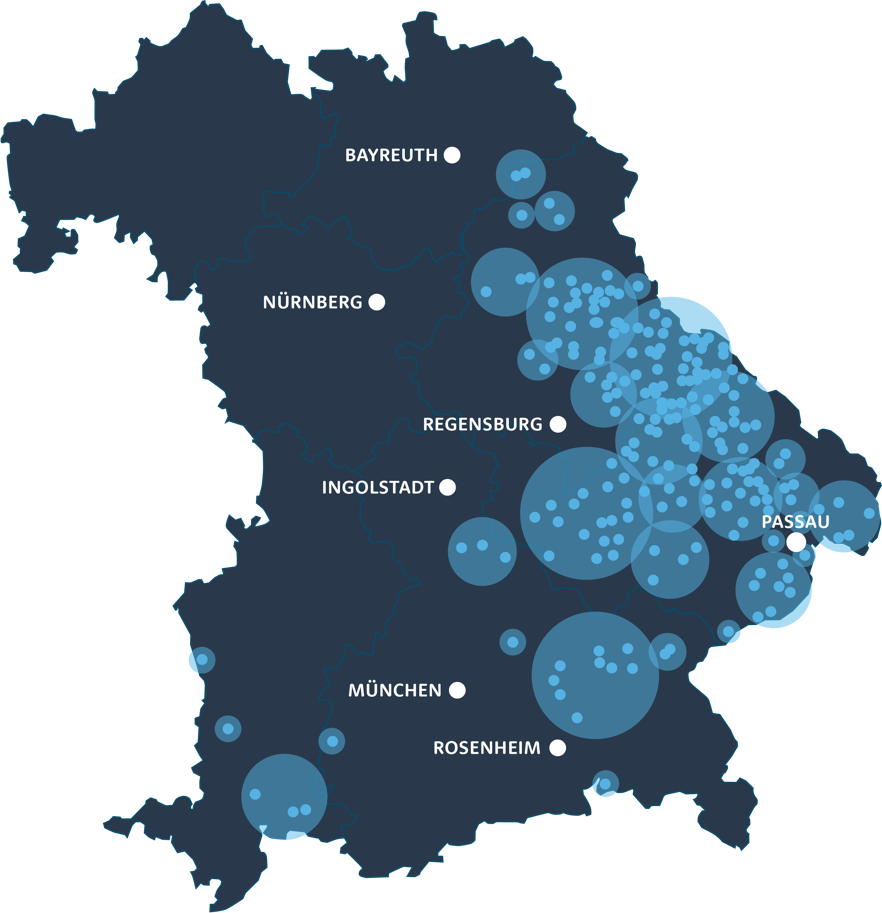 BAYREUTH
NÜRNBERG
REGENSBURG
INGOLSTADT
PASSAU
MÜNCHEN
ROSENHEIM